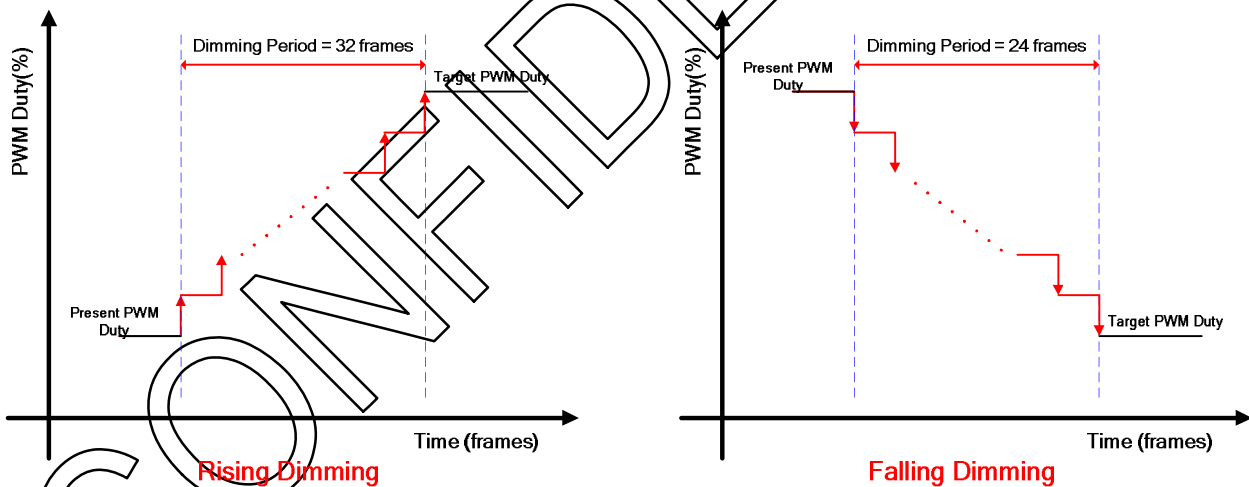 PWM Duty(%)
Dimming Period = 32 frames
Target PWM Duty
Present PWM
Duty
Time (frames)
Rising Dimming
PWM Duty(%)
Dimming Period = 24 frames
Present PWM
Duty
Target PWM Duty
Time (frames)
Falling Dimming
CONFIDE